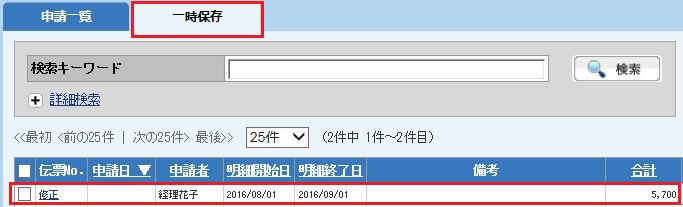 申請一覧 一時保存
検索キーワード 検索
詳細検索
<<最初 <前の25件 | 次の25件> 最後>> 25件 (2件中 1件～2件目)
伝票No. 申請日▼ 申請者 明細開始日 明細終了日 備考 合計
修正 経理花子 2016/08/01 2016/09/01 5,700